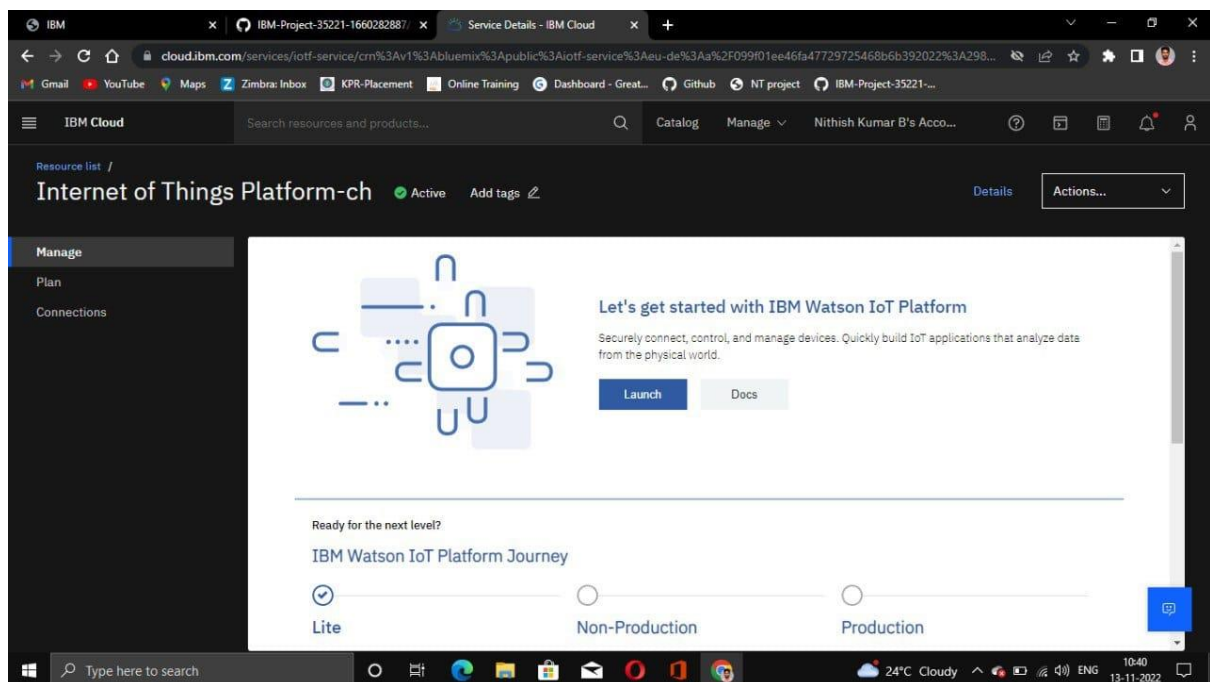 IBM
IBM-Project-35221-1660282887/
Service Details - IBM Cloud
cloud.ibm.com/services/iotf-service/crn%3Av1%3Abluemix%3Apublic%3Aiotf-service%3Aeu-de%3Aa%2F099f01ee46fa47729725468b6b392022%3A298...
Gmail YouTube Maps Zimbra: Inbox KPR-Placement Online Training Dashboard - Great... Github NT project IBM-Project-35221-...
IBM Cloud Search resources and products... Catalog Manage Nithish Kumar B's Acco...
Resource list /
Internet of Things Platform-ch Active Add tags Details Actions...
Manage
Plan
Connections
Let's get started with IBM Watson IoT Platform
Securely connect, control, and manage devices. Quickly build IoT applications that analyze data
from the physical world.
Launch Docs
Ready for the next level?
IBM Watson IoT Platform Journey
Lite Non-Production Production
Type here to search
24°C Cloudy ENG 10:40
13-11-2022